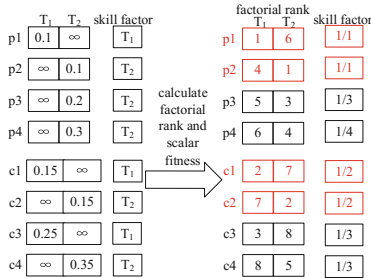 T₁ T₂ skill factor
p1 0.1 ∞ T₁
p2 ∞ 0.1 T₂
p3 ∞ 0.2 T₂
p4 ∞ 0.3 T₂
c1 0.15 ∞ T₁
c2 ∞ 0.15 T₂
c3 0.25 ∞ T₁
c4 ∞ 0.35 T₂
calculate
factorial
rank and
scalar
fitness
factorial rank
T₁ T₂ skill factor
p1 1 6 1/1
p2 4 1 1/1
p3 5 3 1/3
p4 6 4 1/4
c1 2 7 1/2
c2 7 2 1/2
c3 3 8 1/3
c4 8 5 1/3